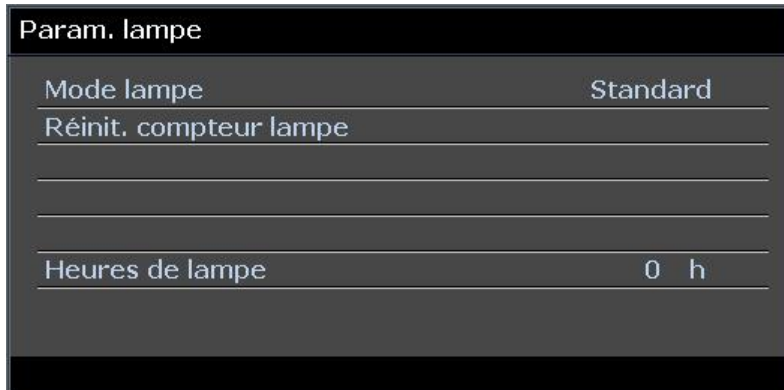 Param. lampe
Mode lampe Standard
Réinit. compteur lampe
Heures de lampe 0 h